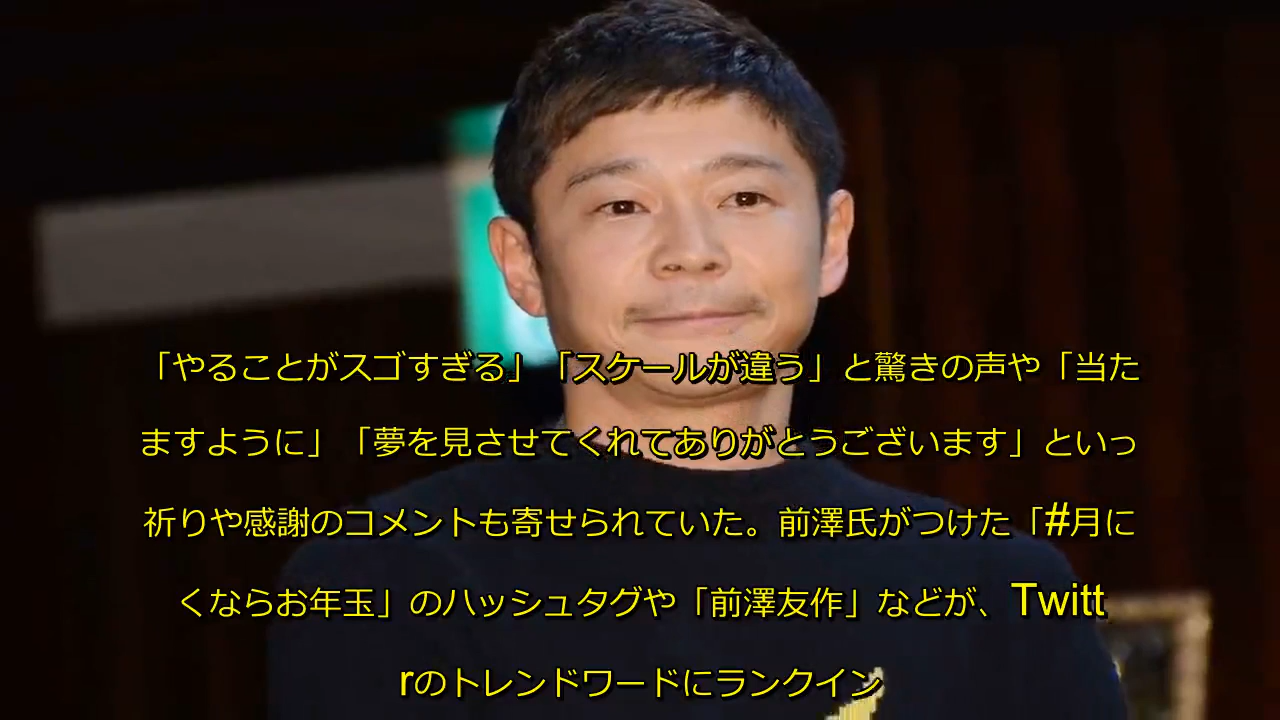 「やることがスゴすぎる」「スケールが違う」と驚きの声や「当た
ますように」「夢を見させてくれてありがとうございます」といっ
祈りや感謝のコメントも寄せられていた。前澤氏がつけた「#月に
くならお年玉」のハッシュタグや「前澤友作」などが、Twitt
rのトレンドワードにランクイン